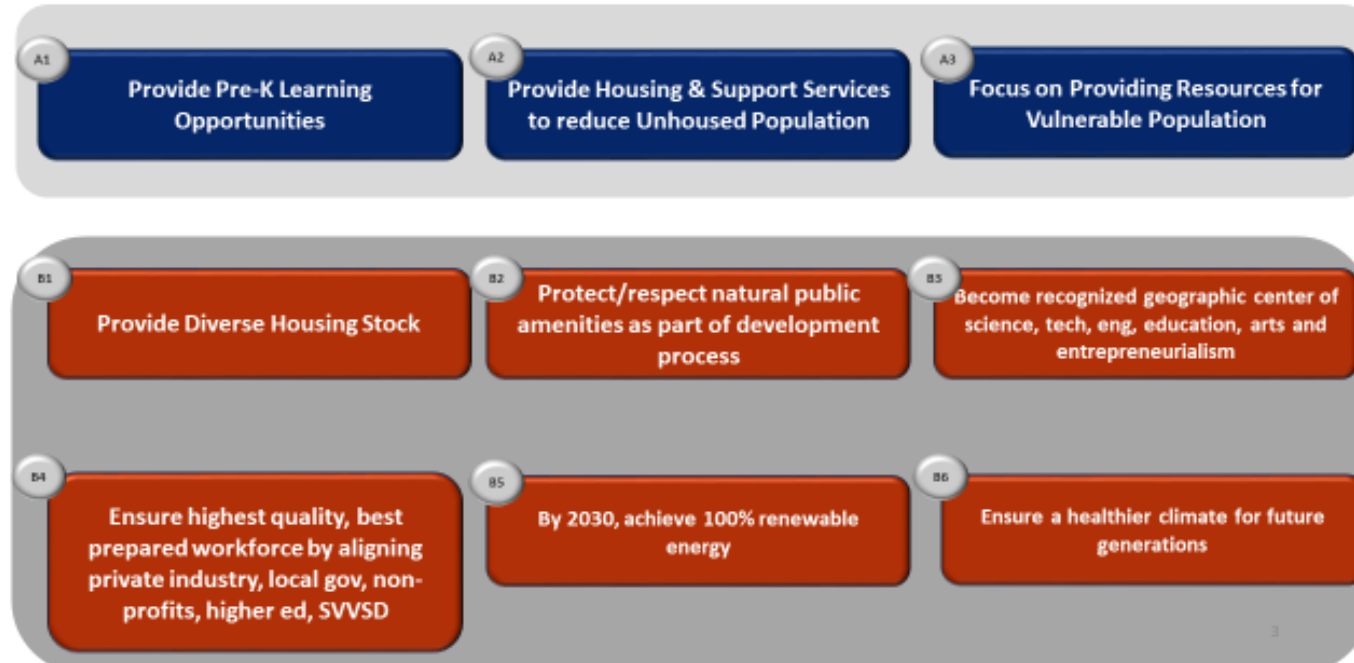 A1
Provide Pre-K Learning
Opportunities
A2
Provide Housing & Support Services
to reduce Unhoused Population
A3
Focus on Providing Resources for
Vulnerable Population
B1
Provide Diverse Housing Stock
B2
Protect/respect natural public
amenities as part of development
process
B3
Become recognized geographic center of
science, tech, eng, education, arts and
entrepreneurialism
B4
Ensure highest quality, best
prepared workforce by aligning
private industry, local gov, non-
profits, higher ed, SVVSD
B5
By 2030, achieve 100% renewable
energy
B6
Ensure a healthier climate for future
generations
3